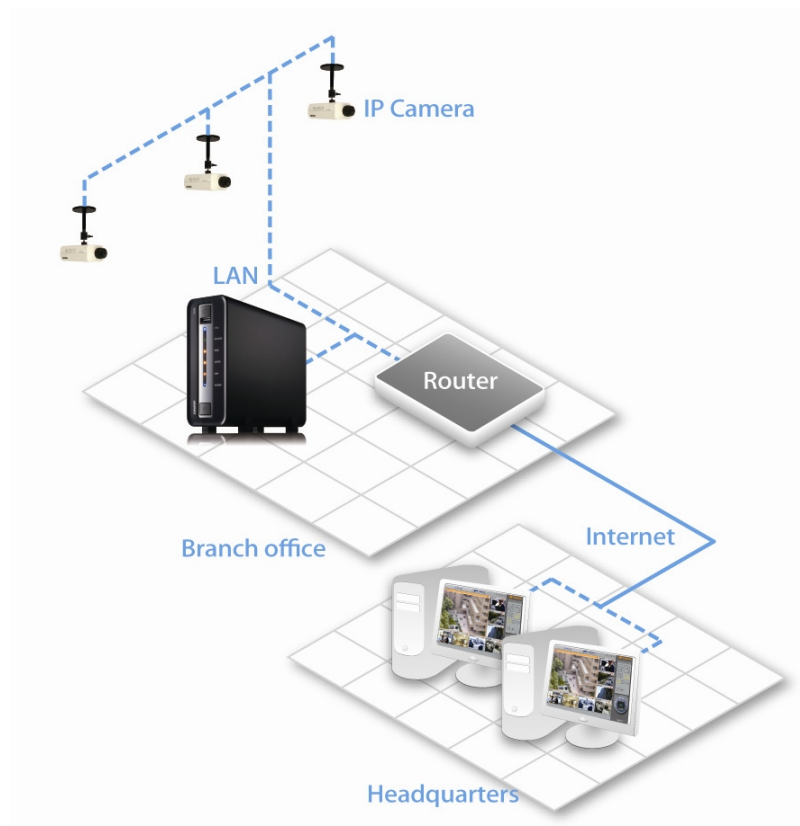 IP Camera
LAN
Router
Branch office
Internet
Headquarters